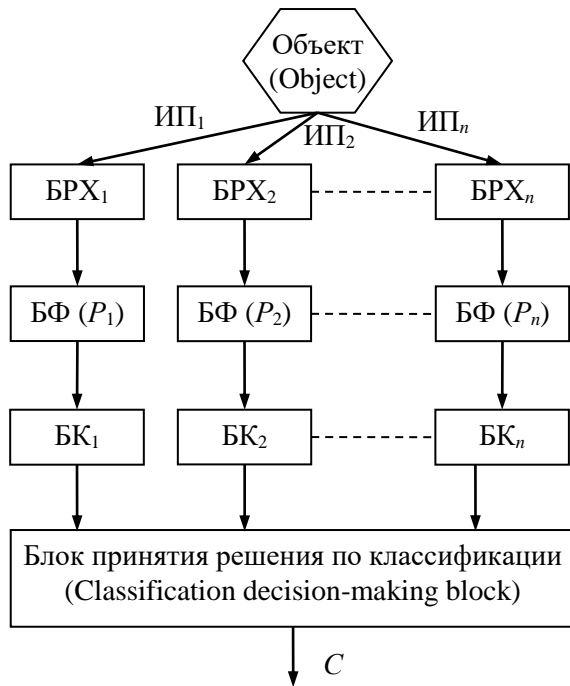 Объект
(Object)
ИП₁
ИП₂
ИПₙ
БРХ₁
БРХ₂
БРХₙ
БФ (P₁)
БФ (P₂)
БФ (Pₙ)
БК₁
БК₂
БКₙ
Блок принятия решения по классификации
(Classification decision-making block)
C